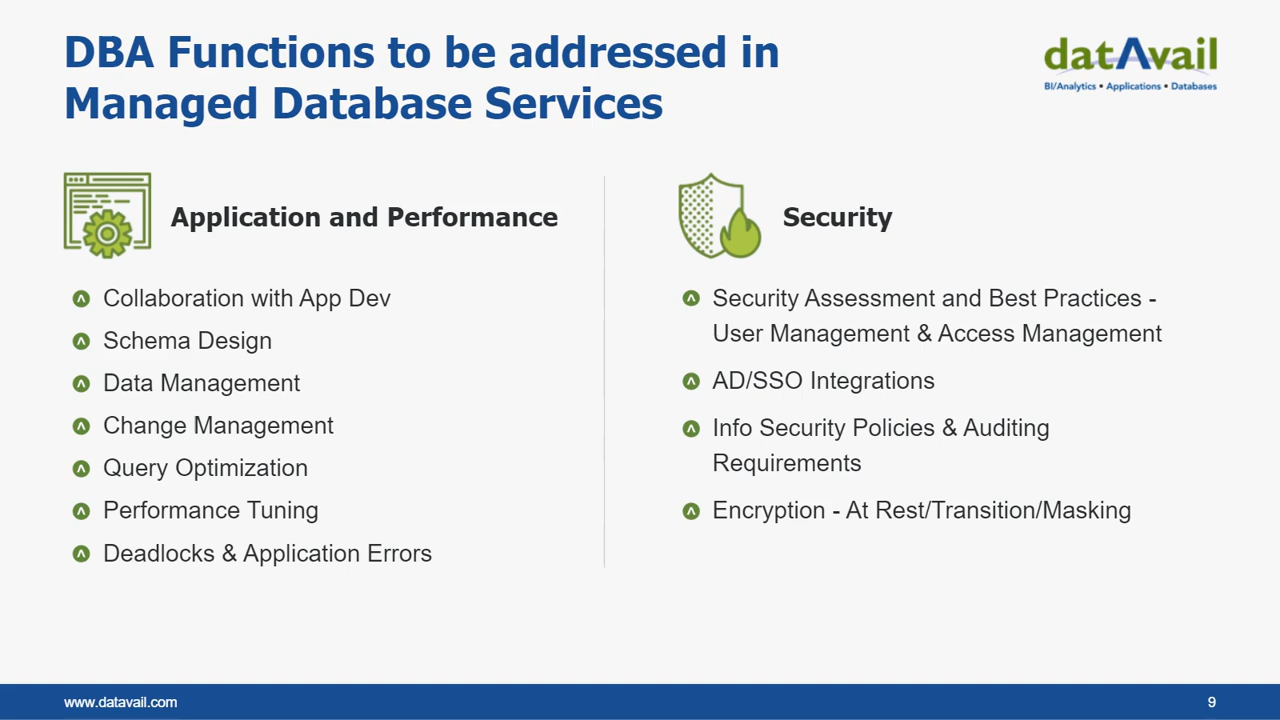 DBA Functions to be addressed in
Managed Database Services
datAvail
BI/Analytics • Applications • Databases
Application and Performance
Collaboration with App Dev
Schema Design
Data Management
Change Management
Query Optimization
Performance Tuning
Deadlocks & Application Errors
Security
Security Assessment and Best Practices -
User Management & Access Management
AD/SSO Integrations
Info Security Policies & Auditing
Requirements
Encryption - At Rest/Transition/Masking
www.datavail.com
9